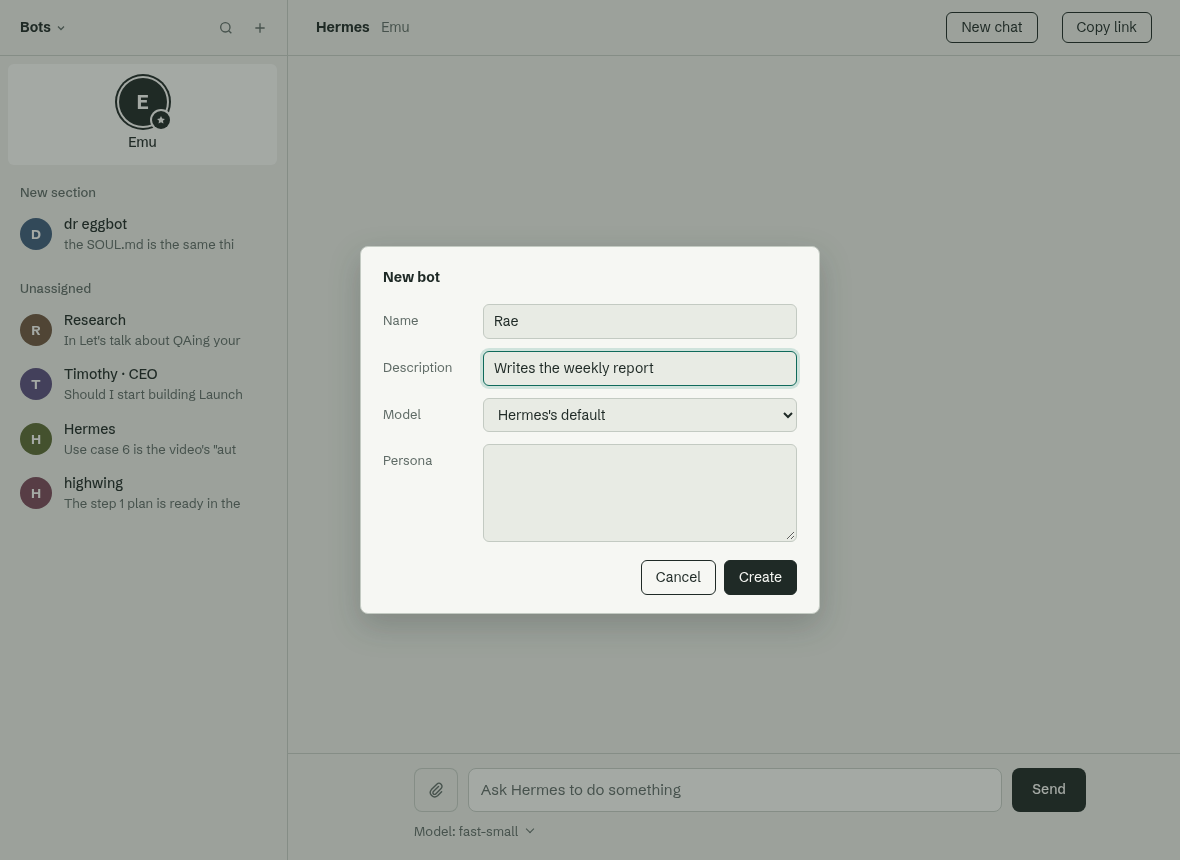 Bots
Hermes Emu
New chat
Copy link
E
Emu
New section
D
dr eggbot
the SOUL.md is the same thi
Unassigned
R
Research
In Let's talk about QAing your
T
Timothy · CEO
Should I start building Launch
H
Hermes
Use case 6 is the video's "aut
H
highwing
The step 1 plan is ready in the
New bot
Name
Rae
Description
Writes the weekly report
Model
Hermes's default
Persona
Cancel
Create
Ask Hermes to do something
Send
Model: fast-small